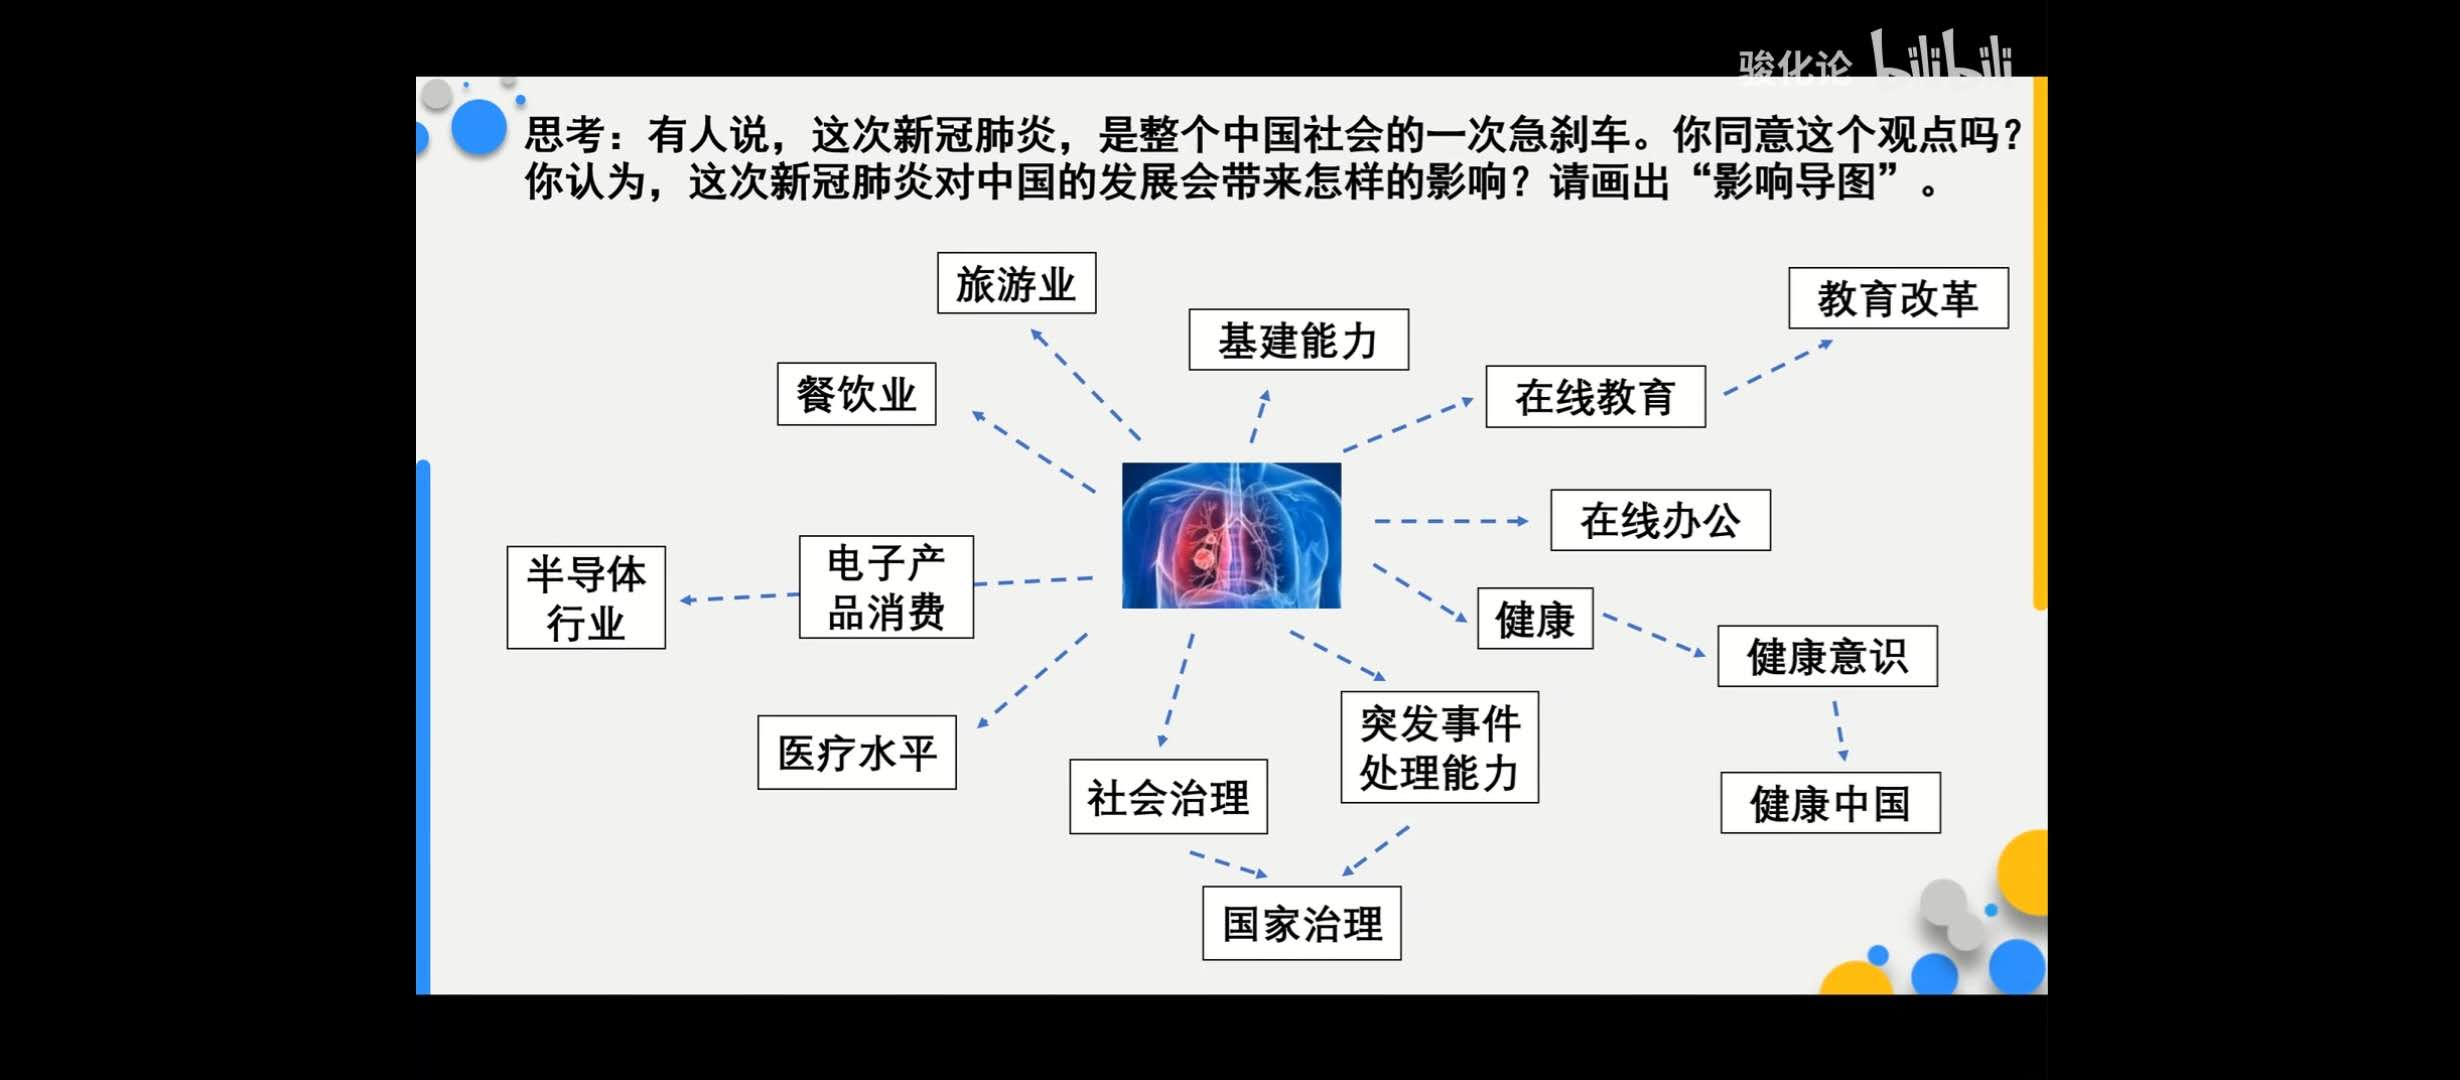 骏化论 bilibili
思考：有人说，这次新冠肺炎，是整个中国社会的一次急刹车。你同意这个观点吗？
你认为，这次新冠肺炎对中国的发展会带来怎样的影响？请画出“影响导图”。
旅游业
教育改革
基建能力
餐饮业
在线教育
在线办公
半导体
行业
电子产
品消费
健康
健康意识
医疗水平
社会治理
突发事件
处理能力
健康中国
国家治理